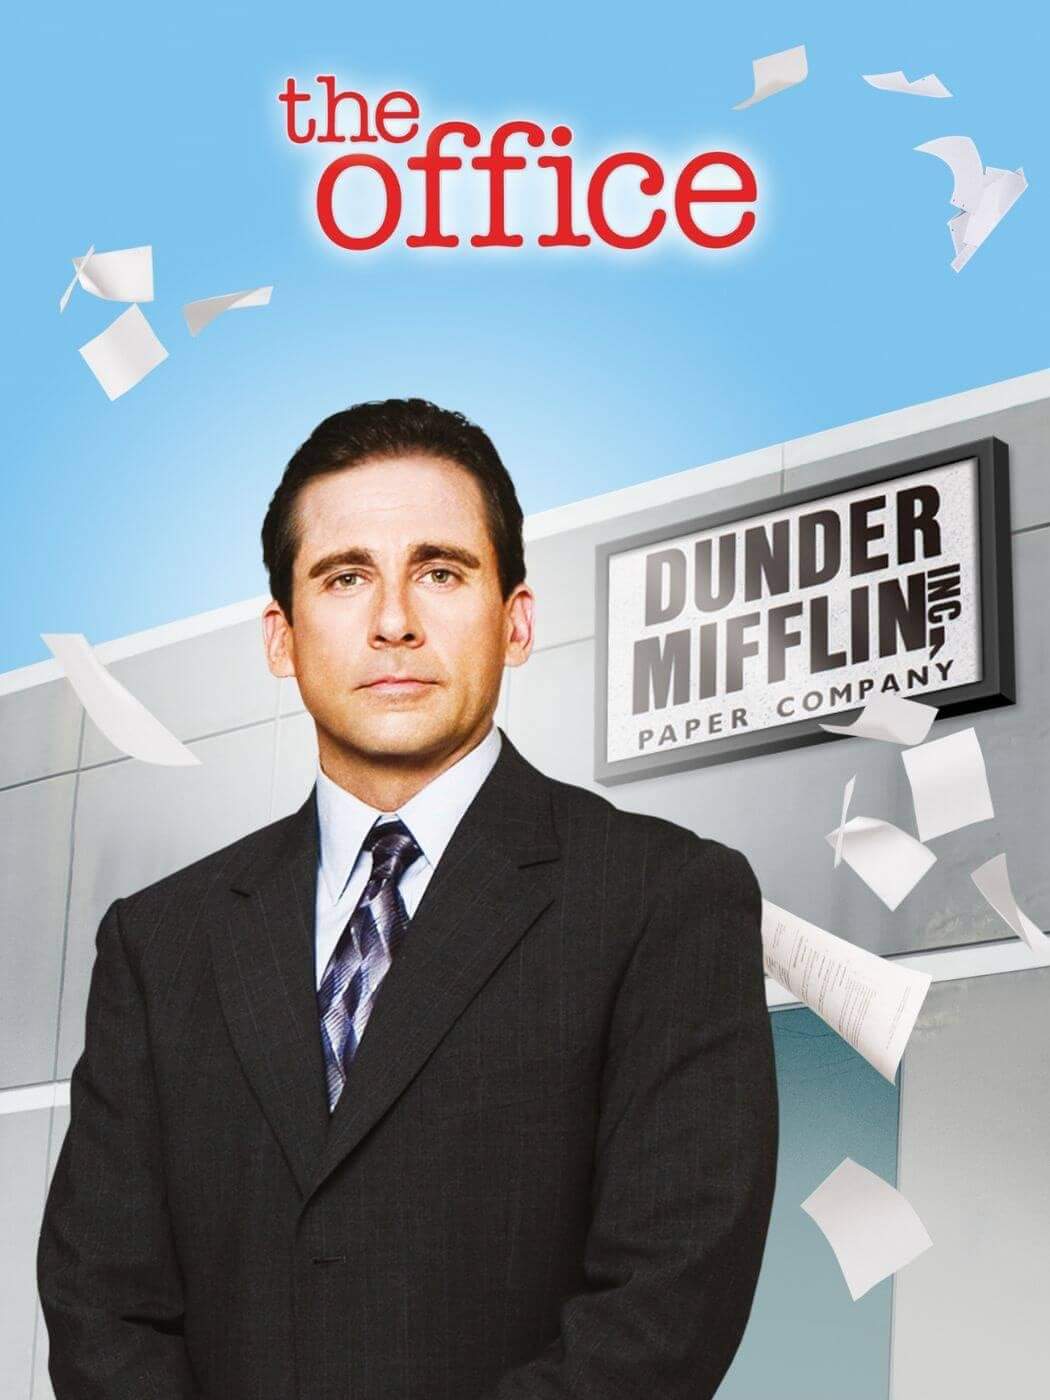 the
office
DUNDER
MIFFLIN, INC.
PAPER COMPANY